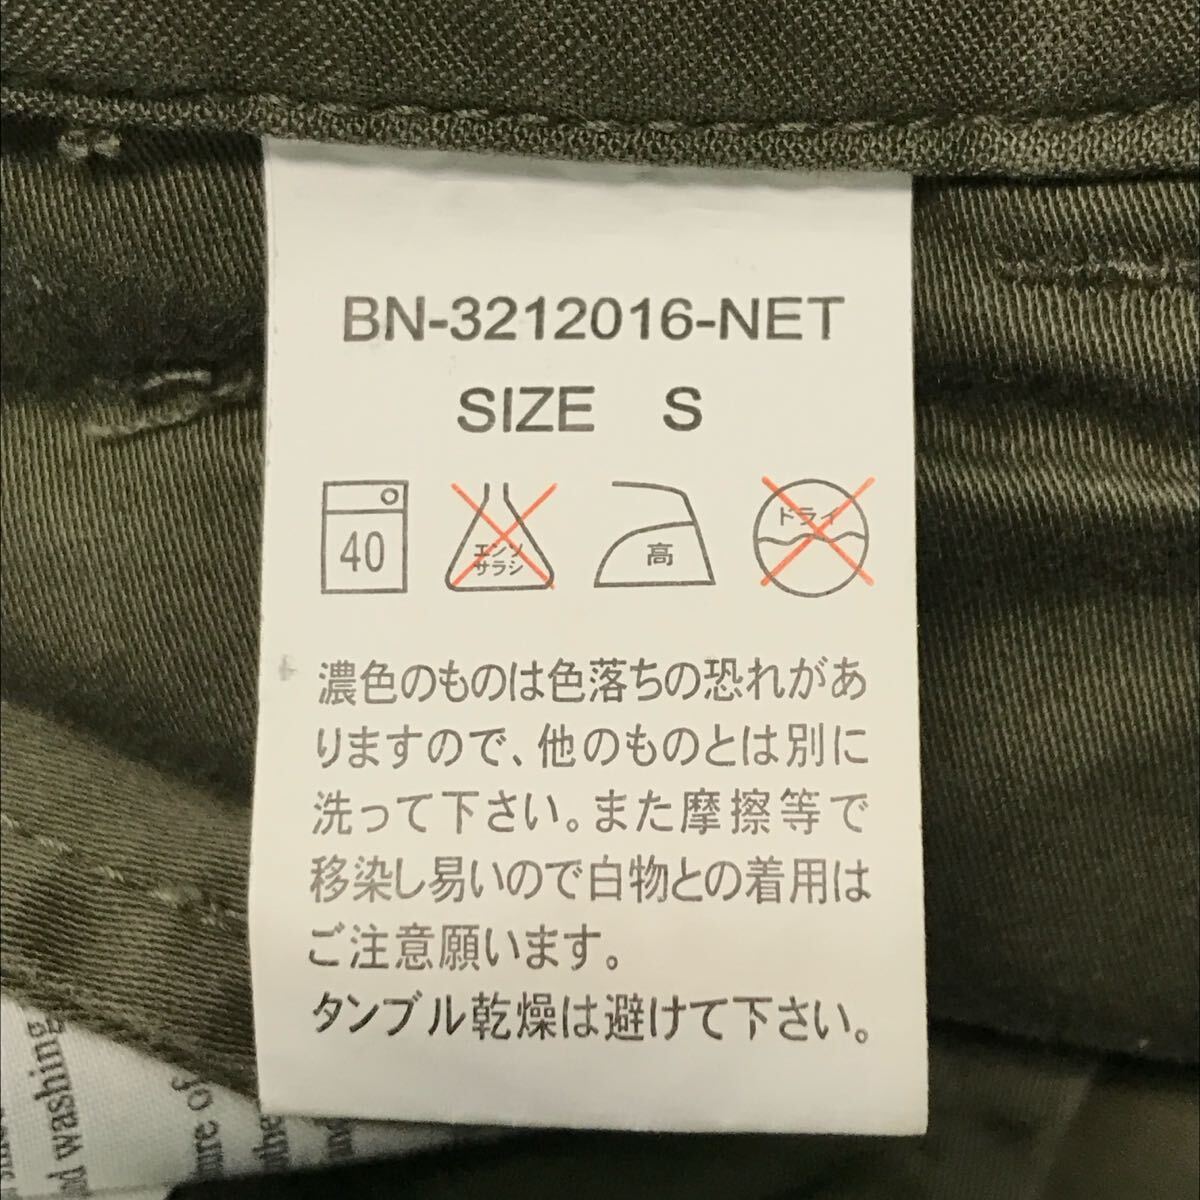 BN-3212016-NET
SIZE S
40
エンソ
サラシ
高
ドライ
濃色のものは色落ちの恐れがあ
りますので、他のものとは別に
洗って下さい。また摩擦等で
移染し易いので白物との着用は
ご注意願います。
タンブル乾燥は避けて下さい。
nd washing
ure of